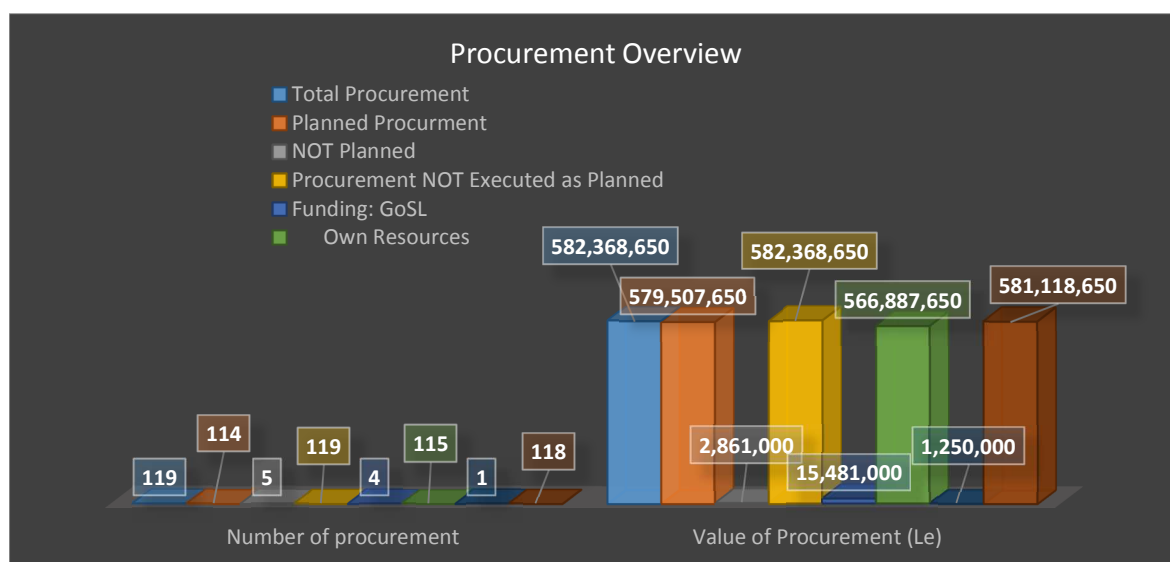 Procurement Overview
Total Procurement
Planned Procurment
NOT Planned
Procurement NOT Executed as Planned
Funding: GoSL
Own Resources
582,368,650
582,368,650
581,118,650
579,507,650
566,887,650
114
119
115
118
2,861,000
1,250,000
119
5
4
1
15,481,000
Number of procurement
Value of Procurement (Le)